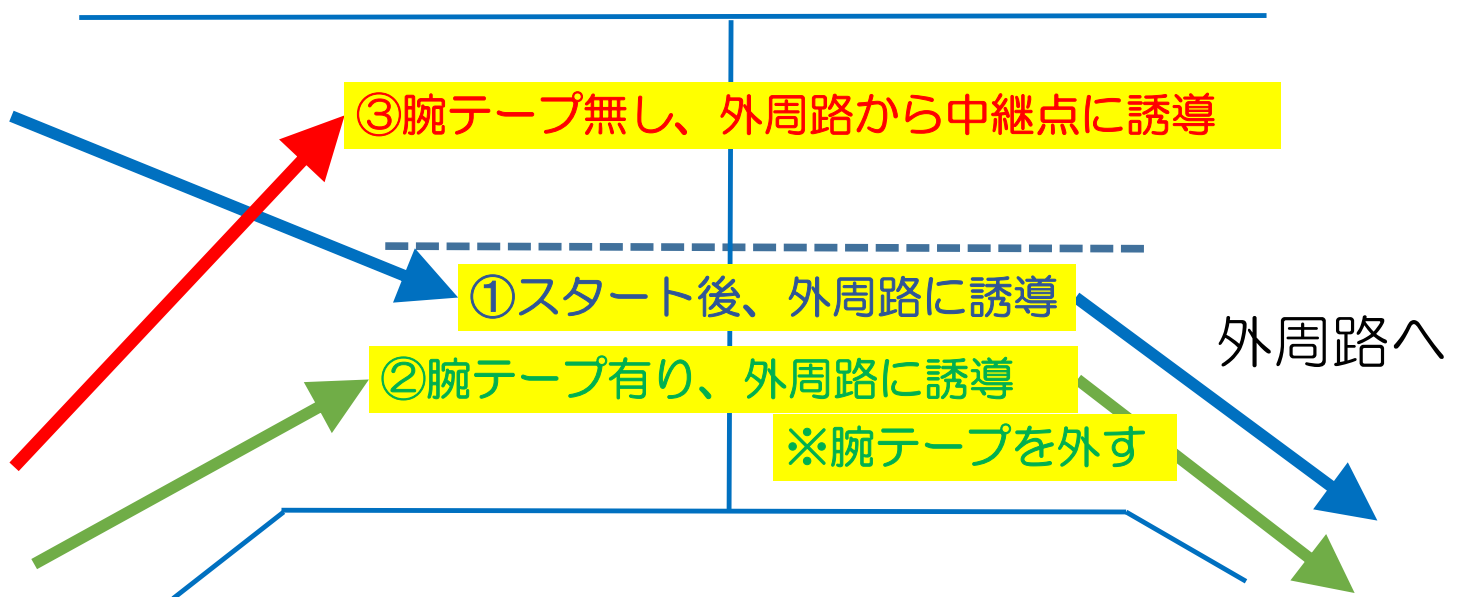 ③腕テープ無し、外周路から中継点に誘導
①スタート後、外周路に誘導
外周路へ
②腕テープ有り、外周路に誘導
※腕テープを外す